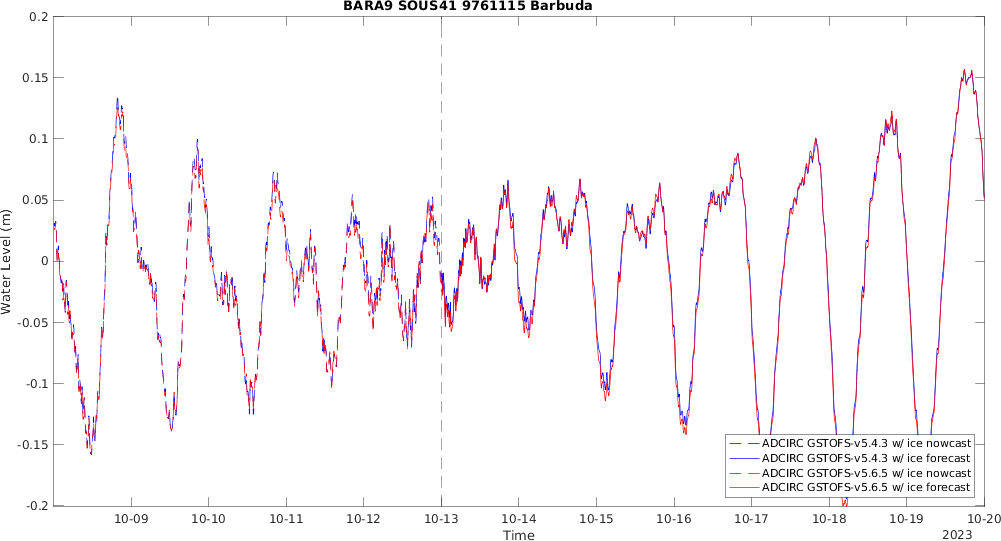 BARA9 SOUS41 9761115 Barbuda
0.2
0.15
0.1
0.05
0
-0.05
-0.1
-0.15
-0.2
Water Level (m)
ADCIRC GSTOFS-v5.4.3 w/ ice nowcast
ADCIRC GSTOFS-v5.4.3 w/ ice forecast
ADCIRC GSTOFS-v5.6.5 w/ ice nowcast
ADCIRC GSTOFS-v5.6.5 w/ ice forecast
10-09 10-10 10-11 10-12 10-13 10-14 10-15 10-16 10-17 10-18 10-19 10-20
Time
2023